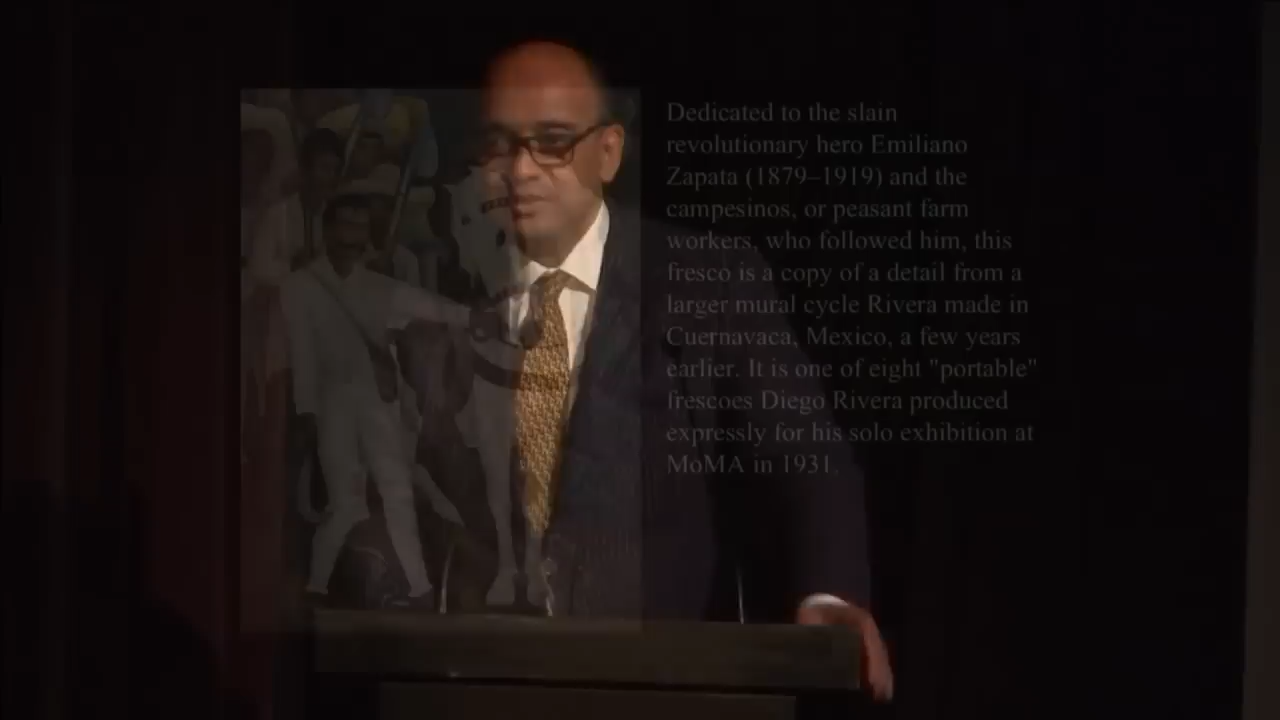 Dedicated to the slain
revolutionary hero Emiliano
Zapata (1879–1919) and the
campesinos, or peasant farm
workers, who followed him, this
fresco is a copy of a detail from a
larger mural cycle Rivera made in
Cuernavaca, Mexico, a few years
earlier. It is one of eight "portable"
frescoes Diego Rivera produced
expressly for his solo exhibition at
MoMA in 1931.